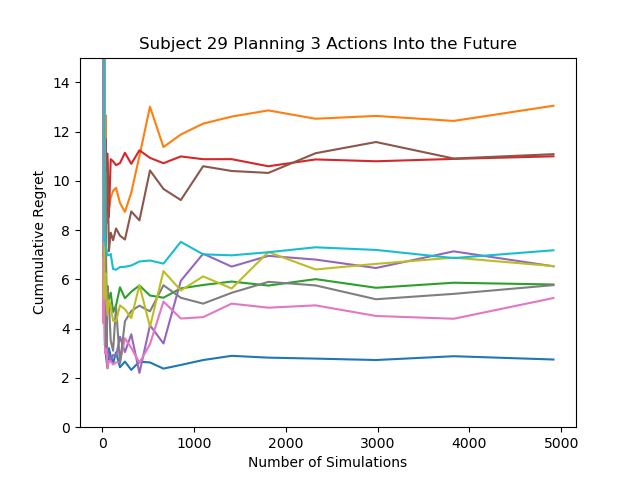 Subject 29 Planning 3 Actions Into the Future
14
12
10
8
6
4
2
0
Cummulative Regret
0 1000 2000 3000 4000 5000
Number of Simulations